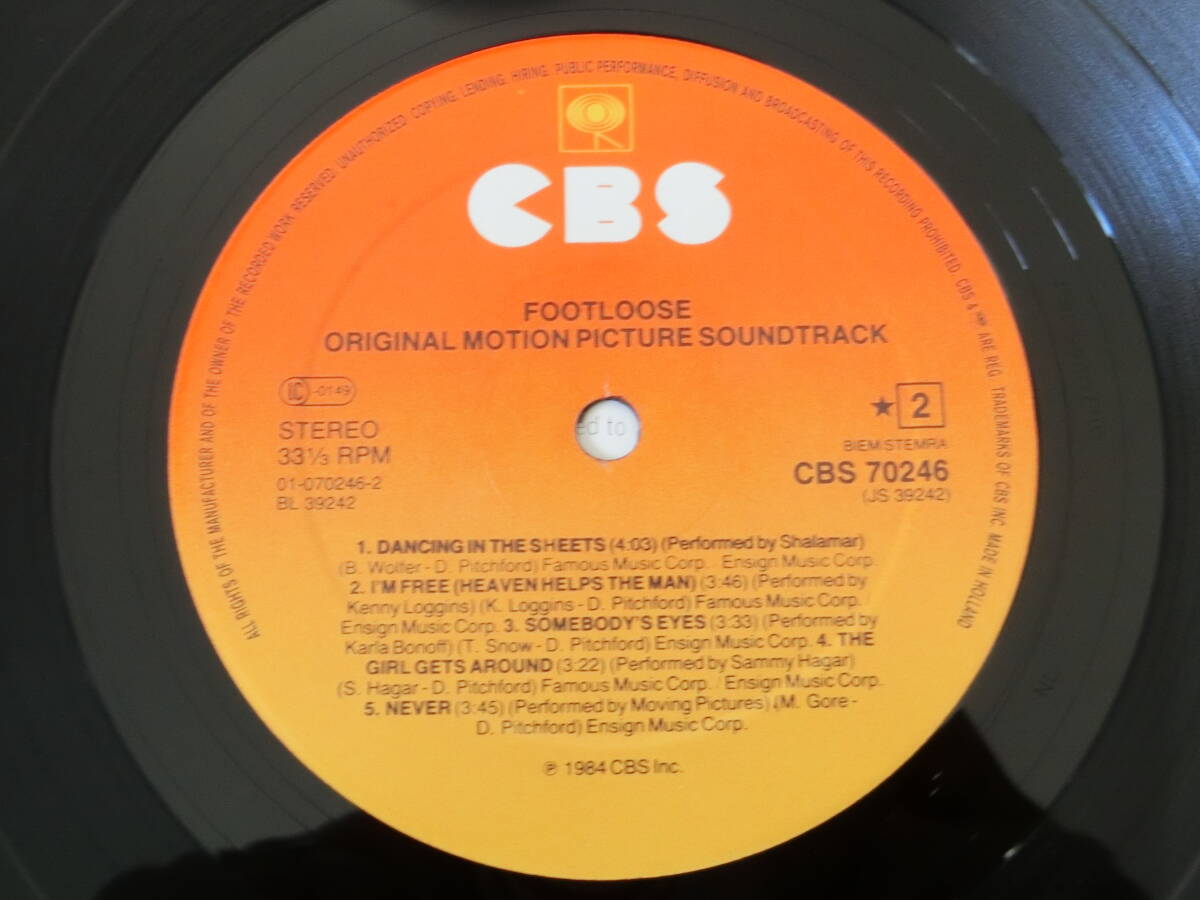 ALL RIGHTS OF THE MANUFACTURER AND OF THE OWNER OF THE RECORDED WORK RESERVED. UNAUTHORIZED COPYING, LENDING, HIRING, PUBLIC PERFORMANCE, DIFFUSION AND BROADCASTING OF THIS RECORDING PROHIBITED. CBS & ARE REG. TRADEMARKS OF CBS INC MADE IN HOLLAND
CBS
FOOTLOOSE
ORIGINAL MOTION PICTURE SOUNDTRACK
LC-0149
★ 2
STEREO
33⅓ RPM
BIEM/STEMRA
CBS 70246
01-070246-2
(JS 39242)
BL 39242
ed to
1. DANCING IN THE SHEETS (4:03) (Performed by Shalamar)
(B. Wolfer - D. Pitchford) Famous Music Corp. / Ensign Music Corp.
2. I'M FREE (HEAVEN HELPS THE MAN) (3:46) (Performed by
Kenny Loggins) (K. Loggins - D. Pitchford) Famous Music Corp. /
Ensign Music Corp. 3. SOMEBODY'S EYES (3:33) (Performed by
Karla Bonoff) (T. Snow - D. Pitchford) Ensign Music Corp. 4. THE
GIRL GETS AROUND (3:22) (Performed by Sammy Hagar)
(S. Hagar - D. Pitchford) Famous Music Corp. / Ensign Music Corp.
5. NEVER (3:45) (Performed by Moving Pictures) (M. Gore -
D. Pitchford) Ensign Music Corp.
℗ 1984 CBS Inc.